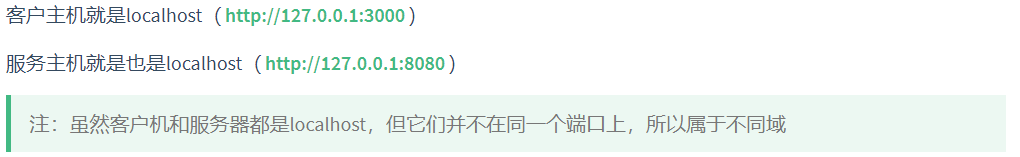 客户主机就是localhost（http://127.0.0.1:3000）
服务主机就是也是localhost（http://127.0.0.1:8080）
注：虽然客户机和服务器都是localhost，但它们并不在同一个端口上，所以属于不同域